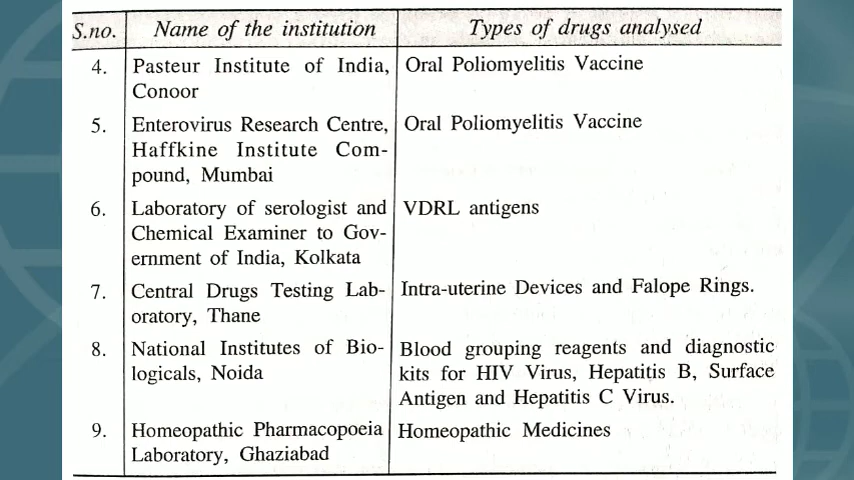 S.no. Name of the institution Types of drugs analysed
4. Pasteur Institute of India, Oral Poliomyelitis Vaccine
Conoor
5. Enterovirus Research Centre, Oral Poliomyelitis Vaccine
Haffkine Institute Com-
pound, Mumbai
6. Laboratory of serologist and VDRL antigens
Chemical Examiner to Gov-
ernment of India, Kolkata
7. Central Drugs Testing Lab- Intra-uterine Devices and Falope Rings.
oratory, Thane
8. National Institutes of Bio- Blood grouping reagents and diagnostic
logicals, Noida kits for HIV Virus, Hepatitis B, Surface
Antigen and Hepatitis C Virus.
9. Homeopathic Pharmacopoeia Homeopathic Medicines
Laboratory, Ghaziabad